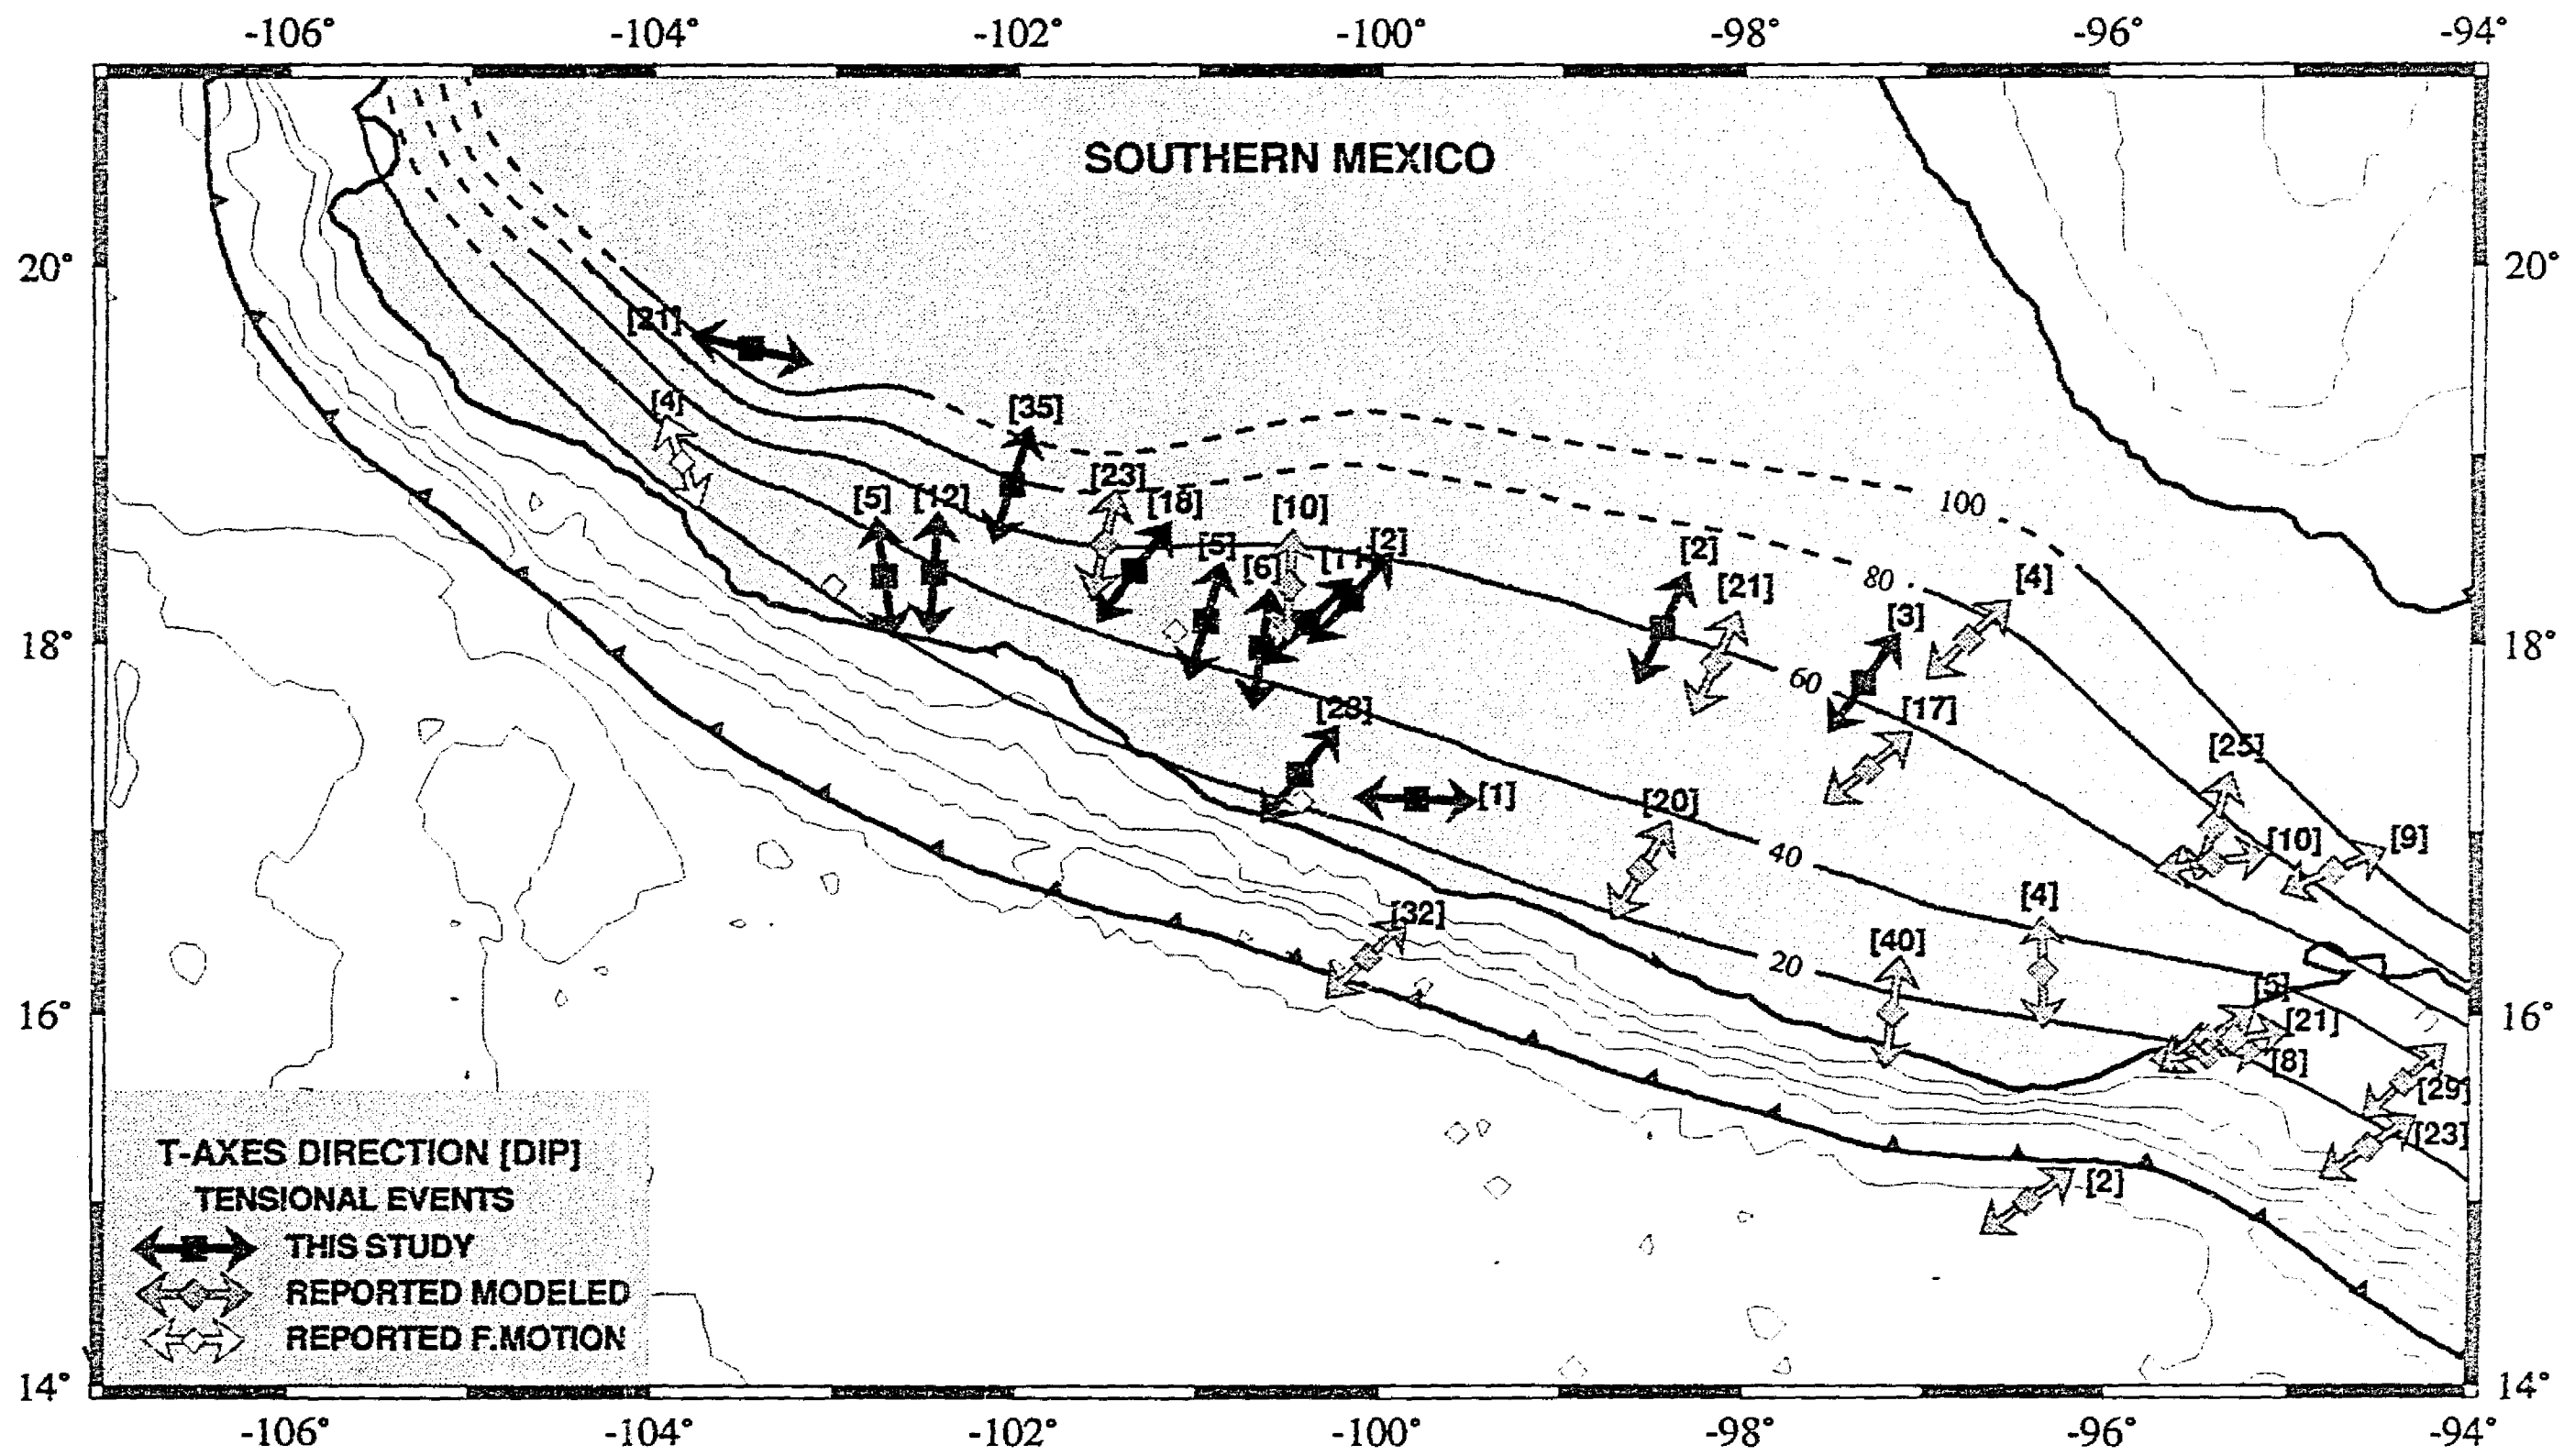 -106° -104° -102° -100° -98° -96° -94°
SOUTHERN MEXICO
20° 20°
[21]
[4] [35]
[23]
[5] [12] [18] [10]
100
[5] [2] [2]
[6] [11] 80 [4]
[21]
[3]
18° 18°
60
[17]
[28]
[25]
[1] [20]
40 [10] [9]
[32] [4]
[40]
20
[5]
16° 16°
[21]
[8]
[29]
[23]
[2]
T-AXES DIRECTION [DIP]
TENSIONAL EVENTS
THIS STUDY
REPORTED MODELED
REPORTED F.MOTION
14° 14°
-106° -104° -102° -100° -98° -96° -94°